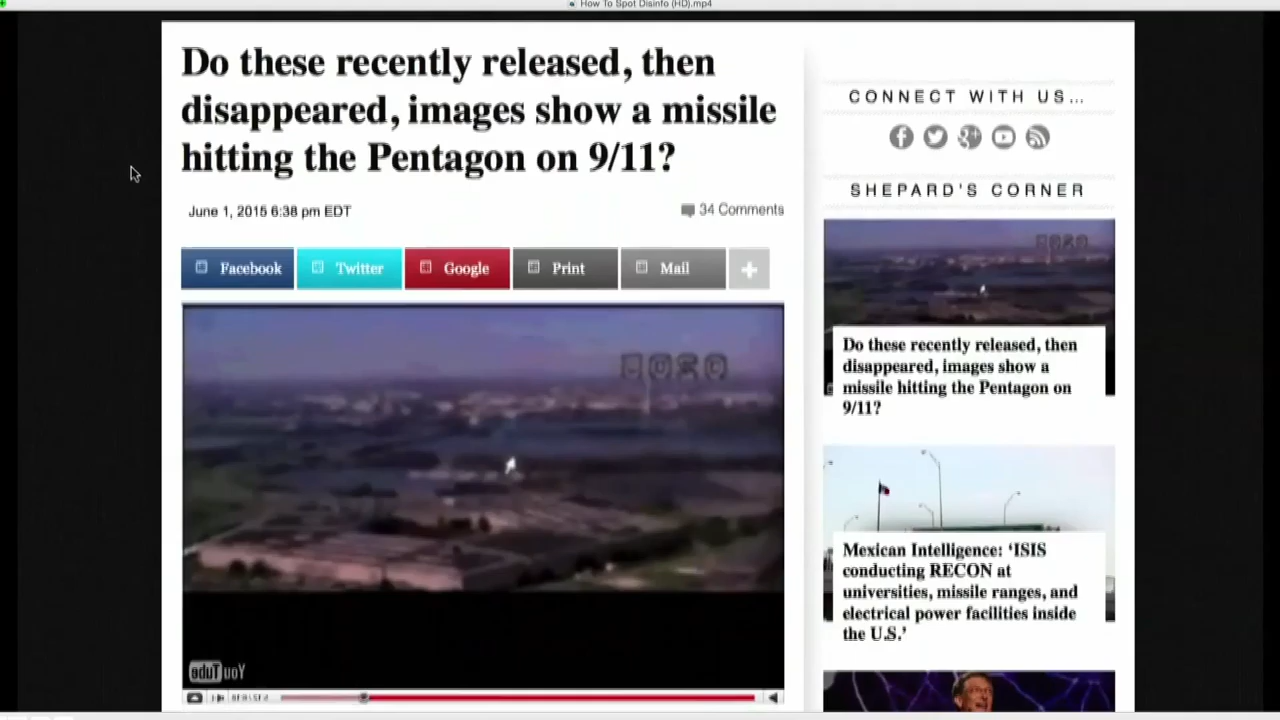 How To Spot Disinfo (HD).mp4
Do these recently released, then
disappeared, images show a missile
hitting the Pentagon on 9/11?
June 1, 2015 6:38 pm EDT
34 Comments
Facebook
Twitter
Google
Print
Mail
YouTube
CONNECT WITH US...
SHEPARD'S CORNER
Do these recently released, then
disappeared, images show a
missile hitting the Pentagon on
9/11?
Mexican Intelligence: ‘ISIS
conducting RECON at
universities, missile ranges, and
electrical power facilities inside
the U.S.’